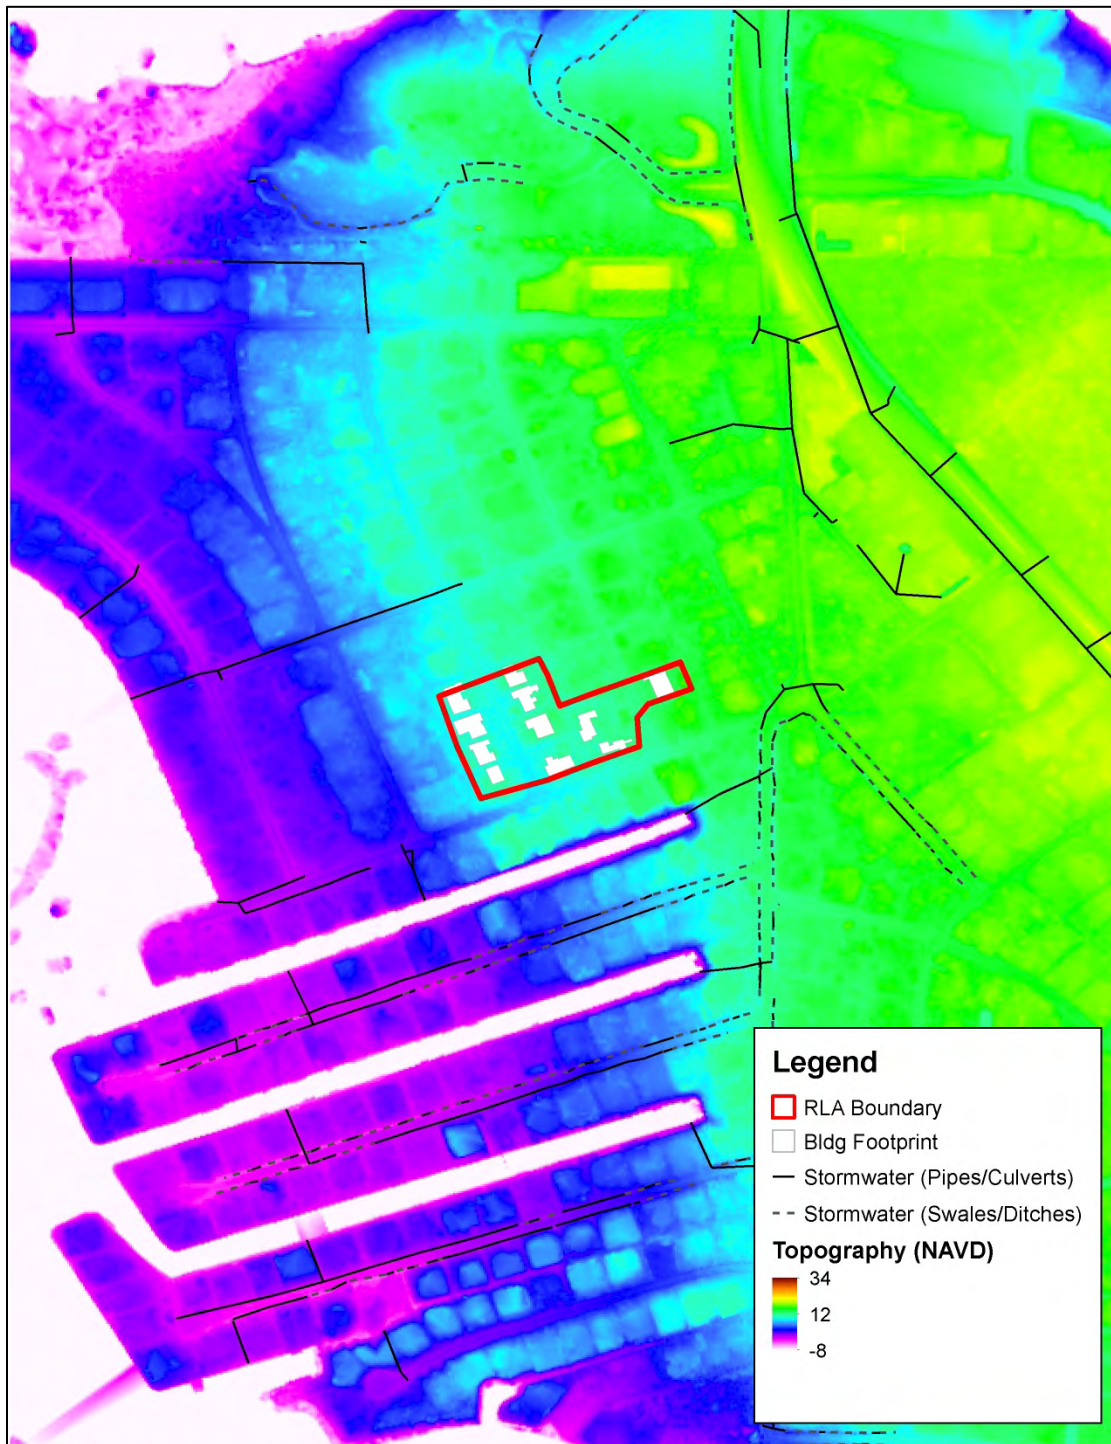 Legend
RLA Boundary
Bldg Footprint
Stormwater (Pipes/Culverts)
Stormwater (Swales/Ditches)
Topography (NAVD)
34
12
-8